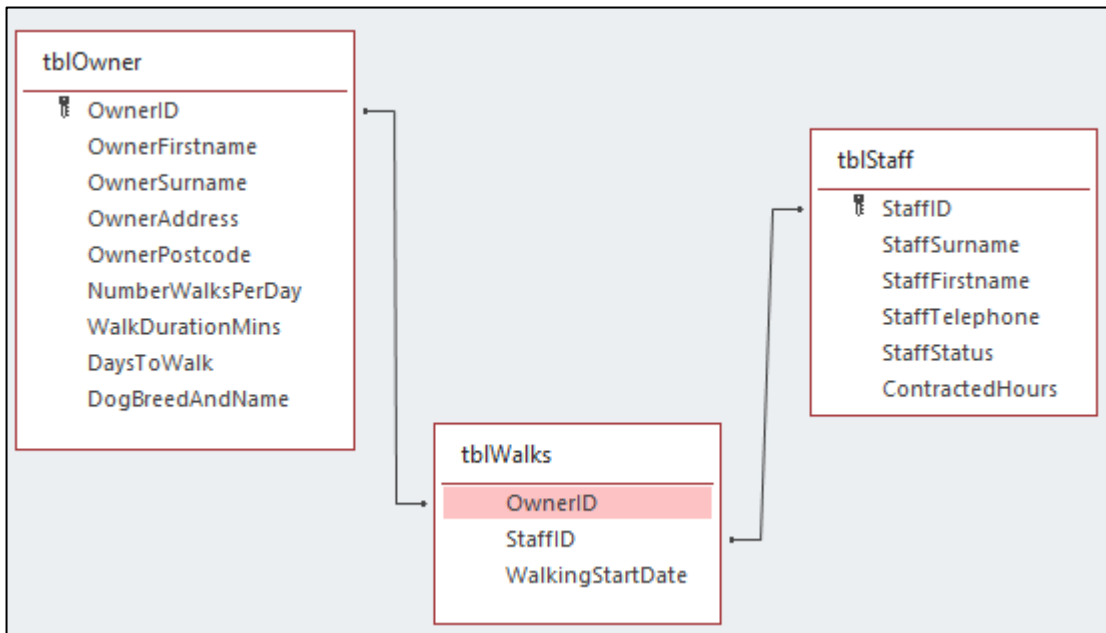 tblOwner
OwnerID
OwnerFirstname
OwnerSurname
OwnerAddress
OwnerPostcode
NumberWalksPerDay
WalkDurationMins
DaysToWalk
DogBreedAndName
tblStaff
StaffID
StaffSurname
StaffFirstname
StaffTelephone
StaffStatus
ContractedHours
tblWalks
OwnerID
StaffID
WalkingStartDate